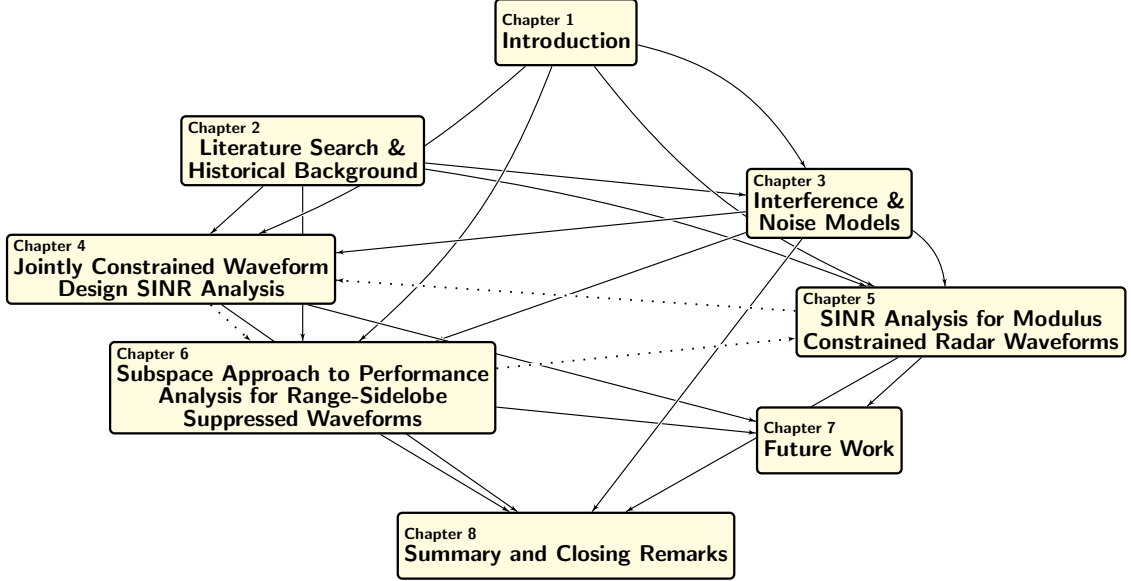 Chapter 1
Introduction
Chapter 2
Literature Search &
Historical Background
Chapter 3
Interference &
Noise Models
Chapter 4
Jointly Constrained Waveform
Design SINR Analysis
Chapter 5
SINR Analysis for Modulus
Constrained Radar Waveforms
Chapter 6
Subspace Approach to Performance
Analysis for Range-Sidelobe
Suppressed Waveforms
Chapter 7
Future Work
Chapter 8
Summary and Closing Remarks